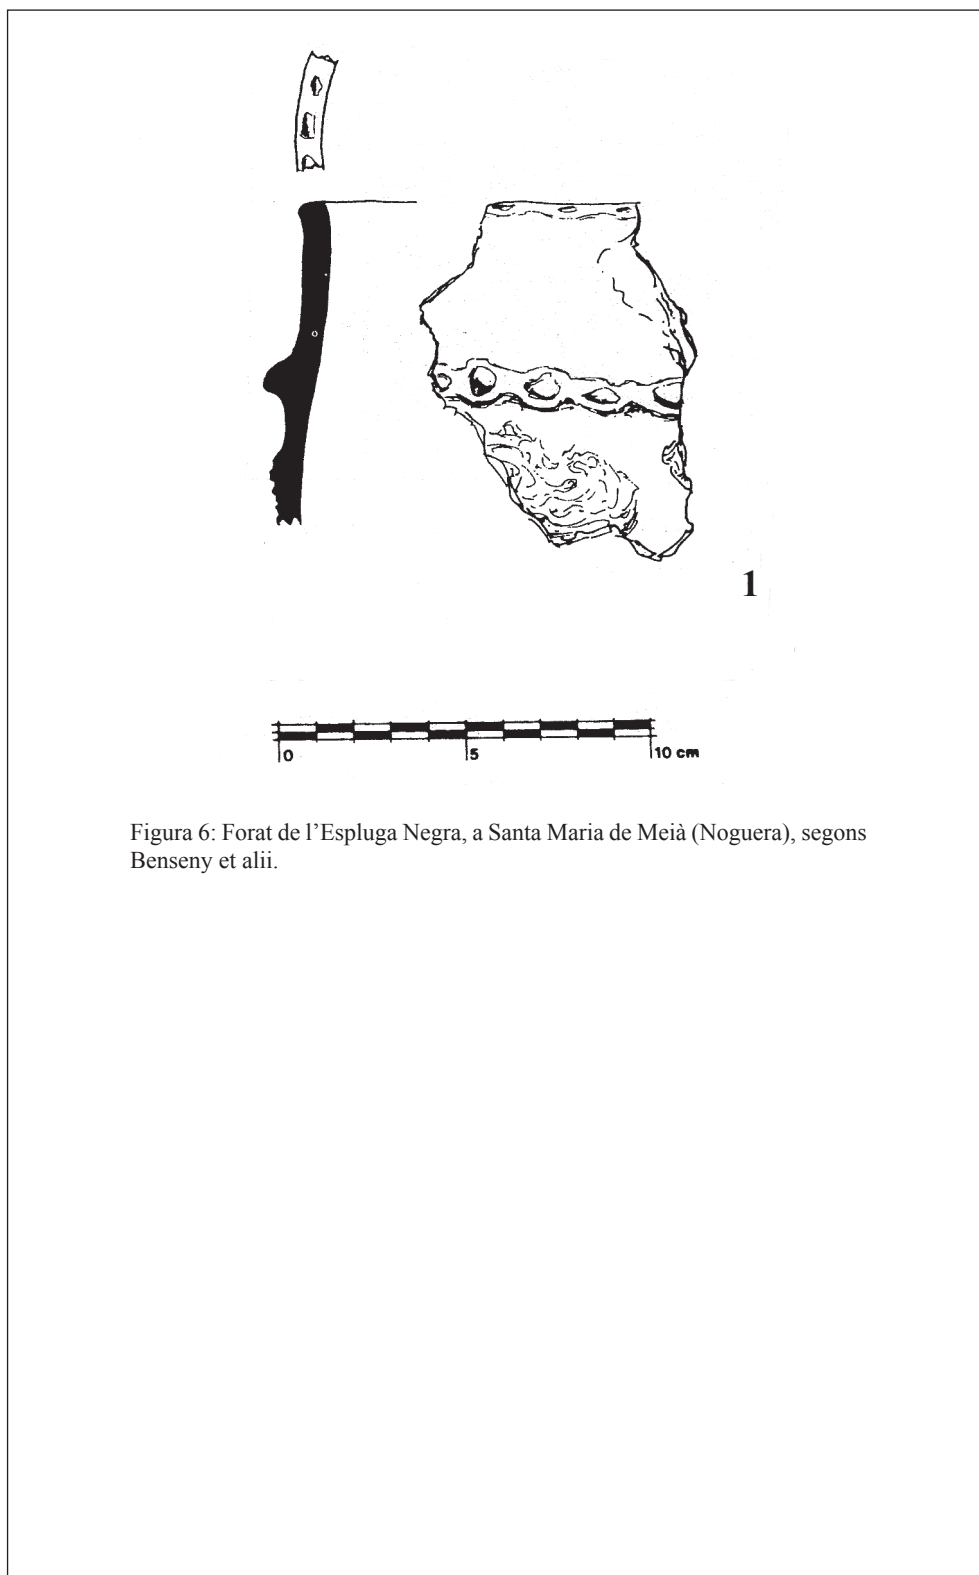 1
0 5 10 cm
Figura 6: Forat de l’Espluga Negra, a Santa Maria de Meià (Noguera), segons
Benseny et alii.